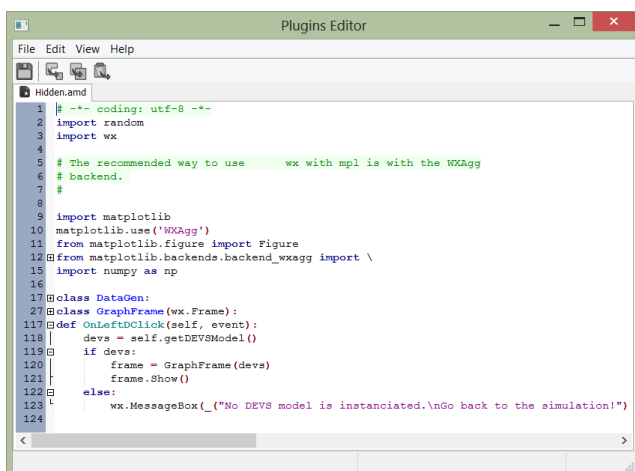 Plugins Editor
File Edit View Help
Hidden.amd
1 # -*- coding: utf-8 -*-
2 import random
3 import wx
4
5 # The recommended way to use     wx with mpl is with the WXAgg
6 # backend.
7 #
8
9 import matplotlib
10 matplotlib.use('WXAgg')
11 from matplotlib.figure import Figure
12 from matplotlib.backends.backend_wxagg import \
15 import numpy as np
16
17 class DataGen:
27 class GraphFrame(wx.Frame):
117 def OnLeftDClick(self, event):
118     devs = self.getDEVSModel()
119     if devs:
120         frame = GraphFrame(devs)
121         frame.Show()
122     else:
123         wx.MessageBox(_("No DEVS model is instanciated.\nGo back to the simulation!")
124